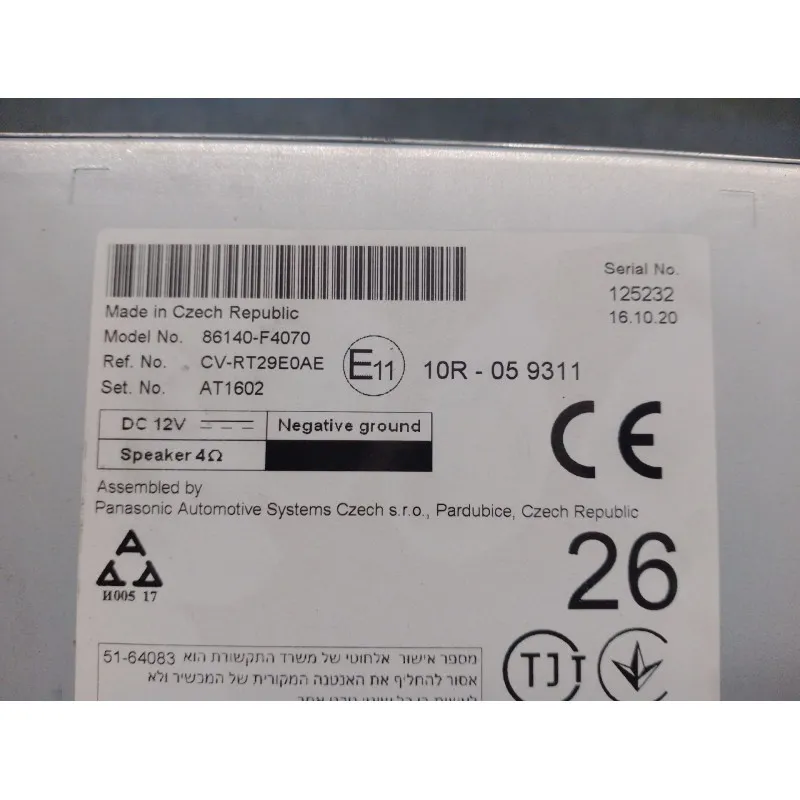 Serial No.
125232
16.10.20
Made in Czech Republic
Model No. 86140-F4070
Ref. No. CV-RT29E0AE
Set. No. AT1602
E11 10R - 05 9311
DC 12V Negative ground
Speaker 4Ω
CE
Assembled by
Panasonic Automotive Systems Czech s.r.o., Pardubice, Czech Republic
И005 17
26
מספר אישור אלחוטי של משרד התקשורת הוא 51-64083
אסור להחליף את האנטנה המקורית של המכשיר ולא